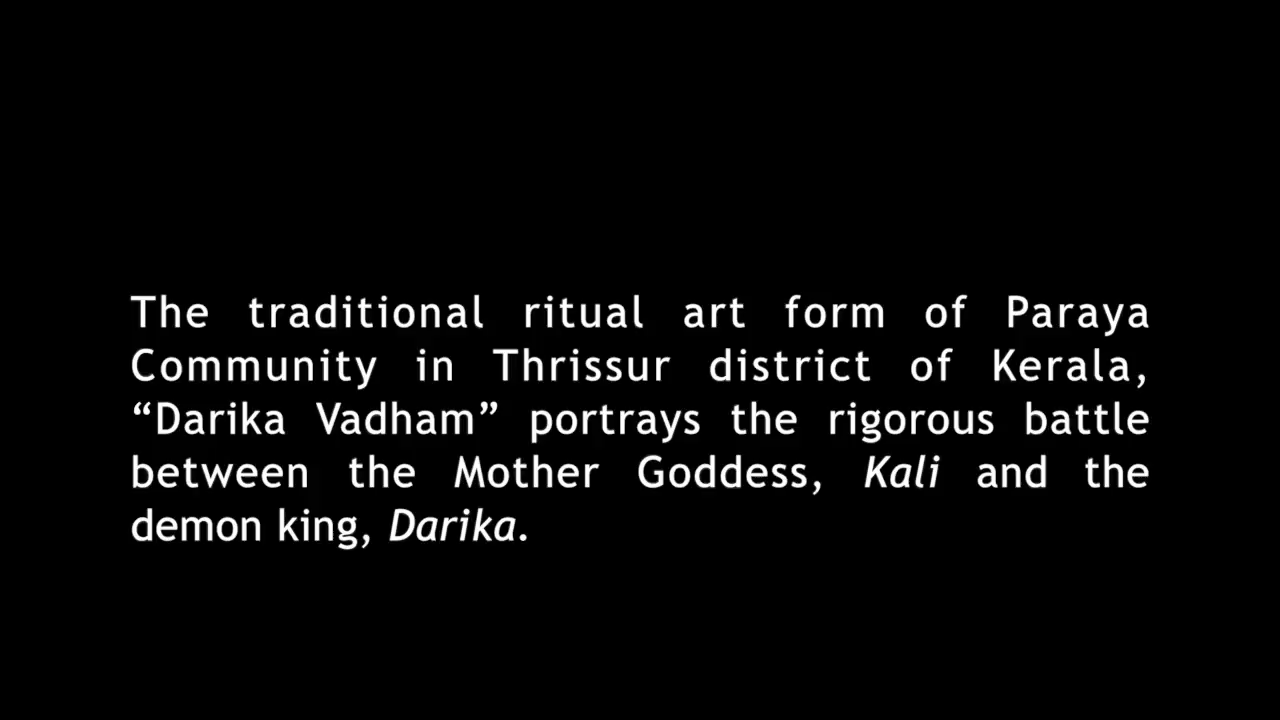 The traditional ritual art form of Paraya
Community in Thrissur district of Kerala,
“Darika Vadham” portrays the rigorous battle
between the Mother Goddess, Kali and the
demon king, Darika.